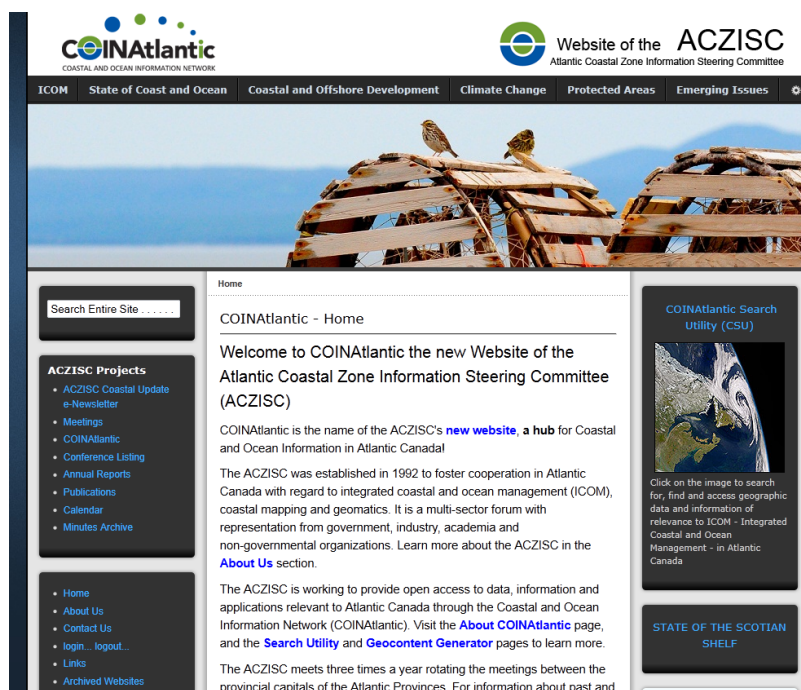 COINAtlantic
COASTAL AND OCEAN INFORMATION NETWORK
Website of the ACZISC
Atlantic Coastal Zone Information Steering Committee
ICOM State of Coast and Ocean Coastal and Offshore Development Climate Change Protected Areas Emerging Issues
Search Entire Site . . . . . .
ACZISC Projects
ACZISC Coastal Update
e-Newsletter
Meetings
COINAtlantic
Conference Listing
Annual Reports
Publications
Calendar
Minutes Archive
Home
About Us
Contact Us
login... logout...
Links
Archived Websites
Home
COINAtlantic - Home
Welcome to COINAtlantic the new Website of the
Atlantic Coastal Zone Information Steering Committee
(ACZISC)
COINAtlantic is the name of the ACZISC's new website, a hub for Coastal
and Ocean Information in Atlantic Canada!
The ACZISC was established in 1992 to foster cooperation in Atlantic
Canada with regard to integrated coastal and ocean management (ICOM),
coastal mapping and geomatics. It is a multi-sector forum with
representation from government, industry, academia and
non-governmental organizations. Learn more about the ACZISC in the
About Us section.
The ACZISC is working to provide open access to data, information and
applications relevant to Atlantic Canada through the Coastal and Ocean
Information Network (COINAtlantic). Visit the About COINAtlantic page,
and the Search Utility and Geocontent Generator pages to learn more.
The ACZISC meets three times a year rotating the meetings between the
provincial capitals of the Atlantic Provinces. For information about past and
COINAtlantic Search
Utility (CSU)
Click on the image to search
for, find and access geographic
data and information of
relevance to ICOM - Integrated
Coastal and Ocean
Management - in Atlantic
Canada
STATE OF THE SCOTIAN
SHELF